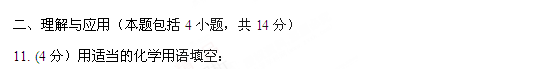 二、理解与应用（本题包括 4 小题，共 14 分）
11. (4 分）用适当的化学用语填空：